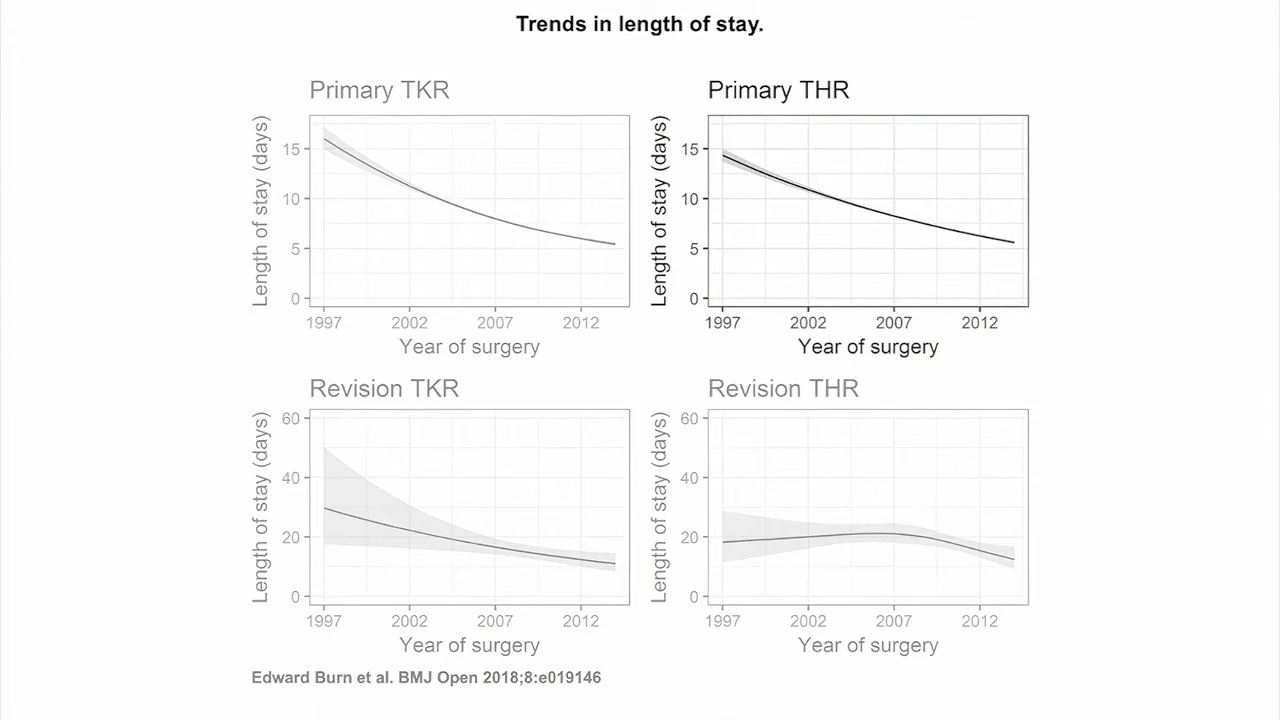 Trends in length of stay.
Primary TKR
Length of stay (days)
15
10
5
0
1997 2002 2007 2012
Year of surgery
Primary THR
Length of stay (days)
15
10
5
0
1997 2002 2007 2012
Year of surgery
Revision TKR
Length of stay (days)
60
40
20
0
1997 2002 2007 2012
Year of surgery
Revision THR
Length of stay (days)
60
40
20
0
1997 2002 2007 2012
Year of surgery
Edward Burn et al. BMJ Open 2018;8:e019146